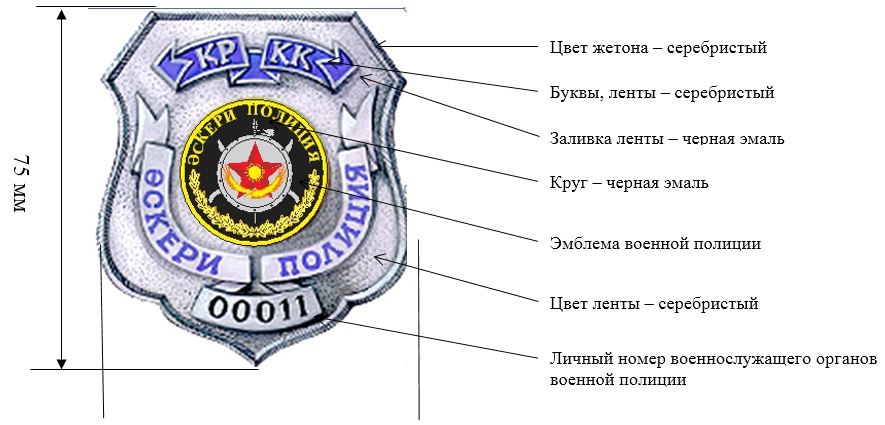 75 мм
КР КК
ӘСКЕРИ ПОЛИЦИЯ
ӘСКЕРИ ПОЛИЦИЯ
00011
Цвет жетона – серебристый
Буквы, ленты – серебристый
Заливка ленты – черная эмаль
Круг – черная эмаль
Эмблема военной полиции
Цвет ленты – серебристый
Личный номер военнослужащего органов
военной полиции